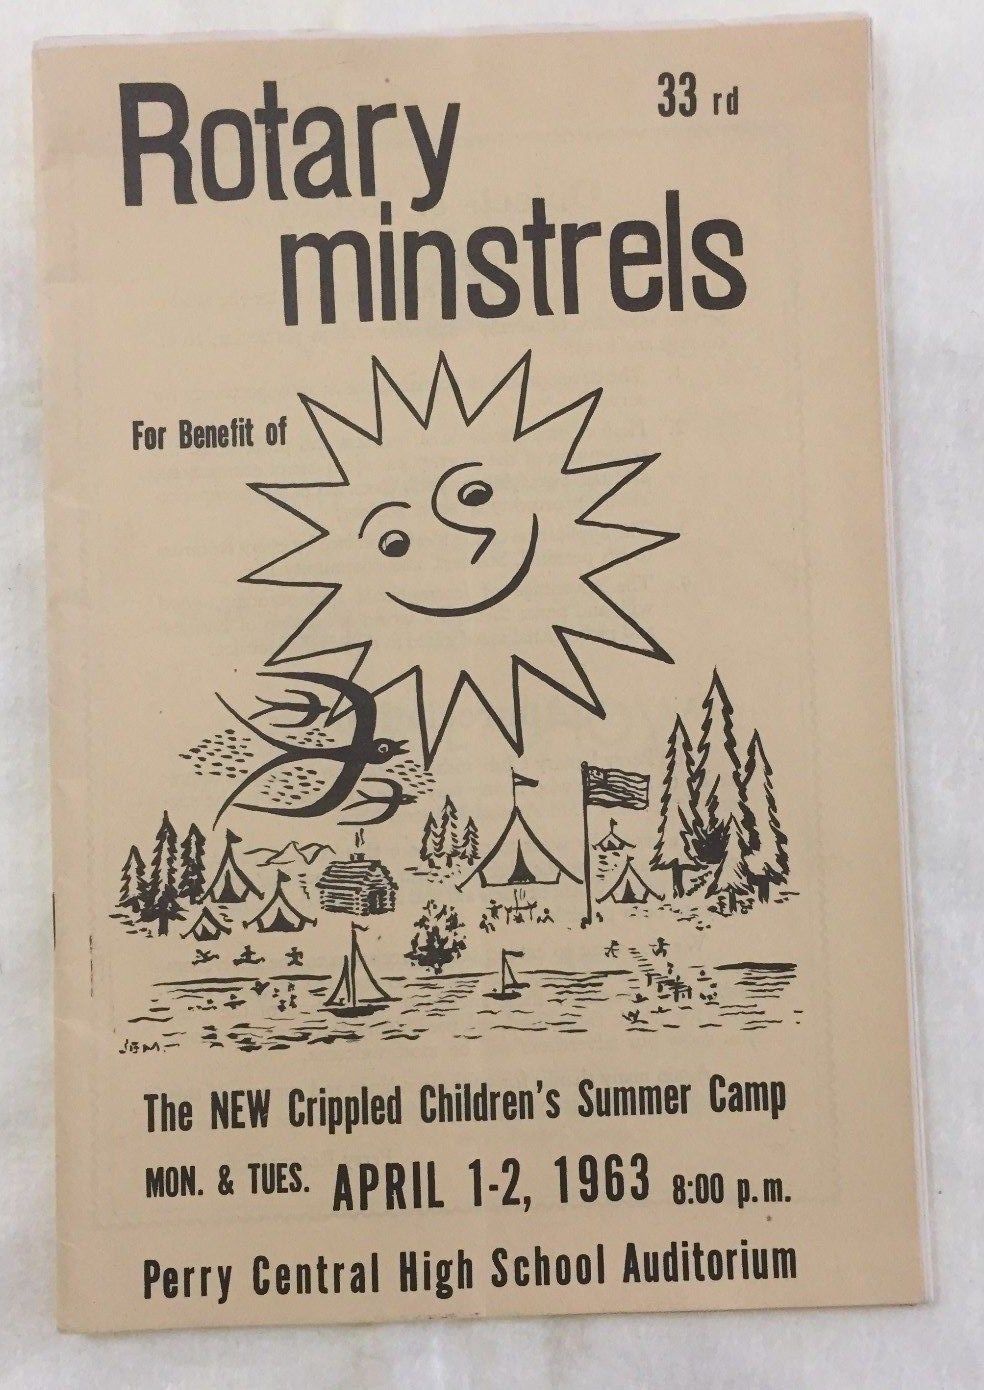 Rotary
33 rd
minstrels
For Benefit of
The NEW Crippled Children's Summer Camp
MON. & TUES. APRIL 1-2, 1963 8:00 p.m.
Perry Central High School Auditorium